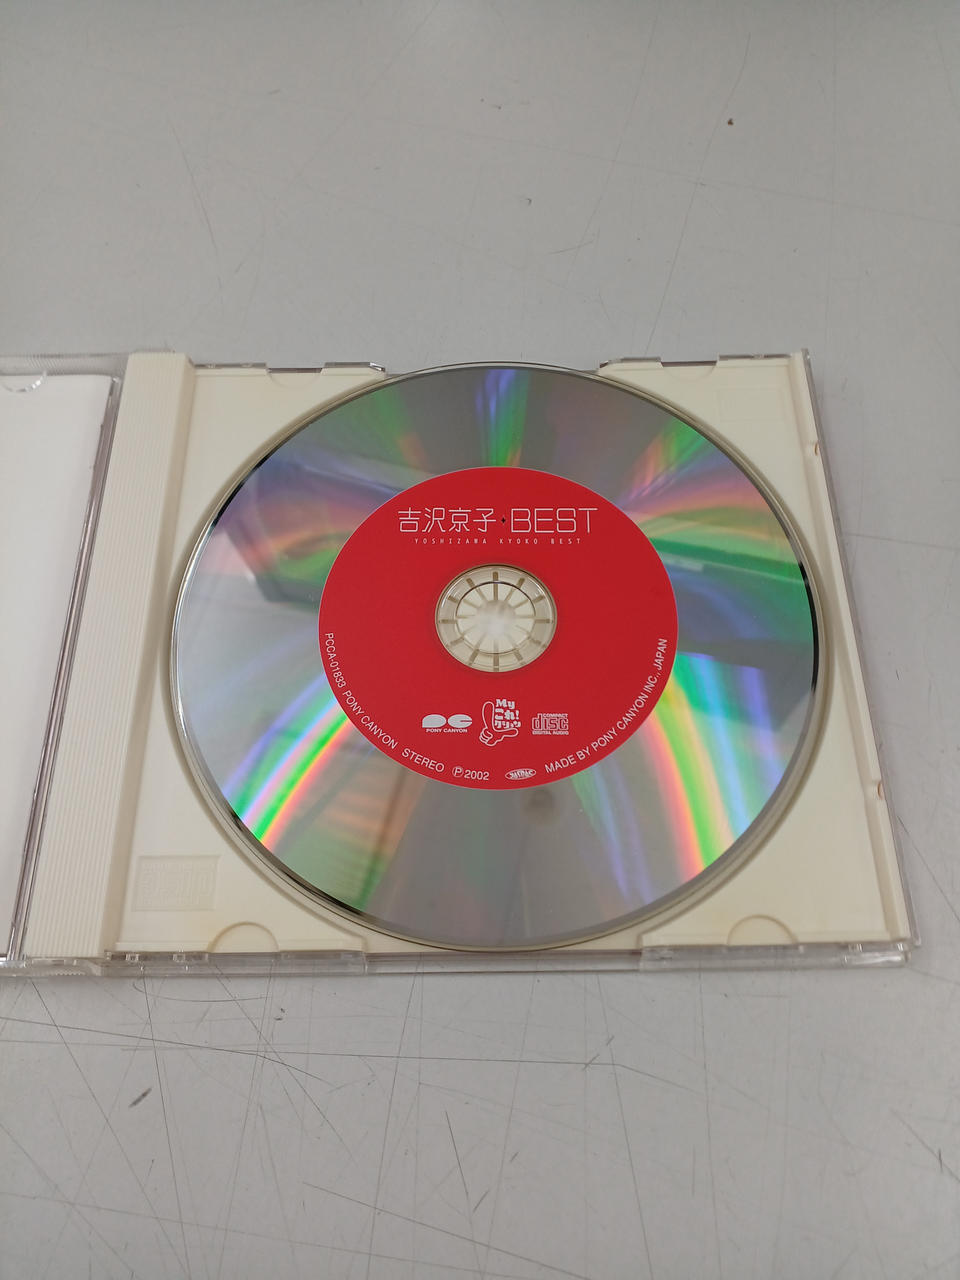 吉沢京子・BEST
YOSHIZAWA KYOKO BEST
PCCA-01833 PONY CANYON STEREO Ⓟ2002
MADE BY PONY CANYON INC., JAPAN
PONY CANYON
My
これ!
クション
COMPACT
disc
DIGITAL AUDIO